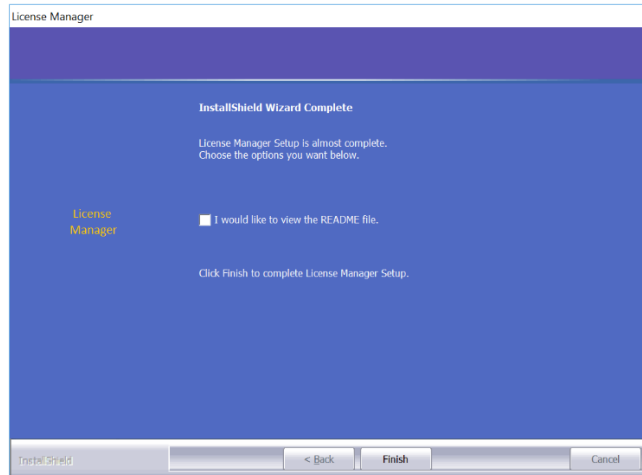 License Manager
InstallShield Wizard Complete
License Manager Setup is almost complete.
Choose the options you want below.
License
Manager
I would like to view the README file.
Click Finish to complete License Manager Setup.
InstallShield
< Back
Finish
Cancel